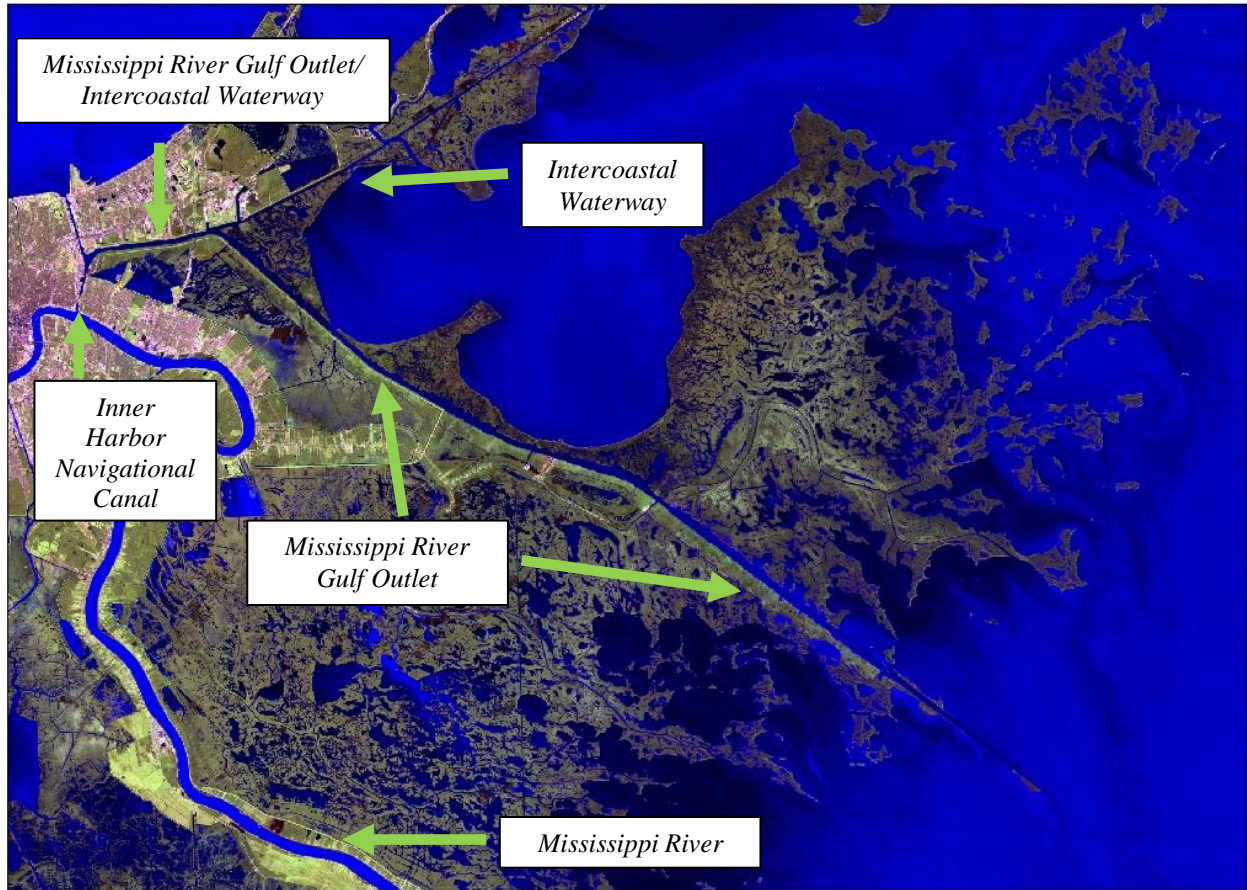 Mississippi River Gulf Outlet/
Intercoastal Waterway
Intercoastal
Waterway
Inner
Harbor
Navigational
Canal
Mississippi River
Gulf Outlet
Mississippi River